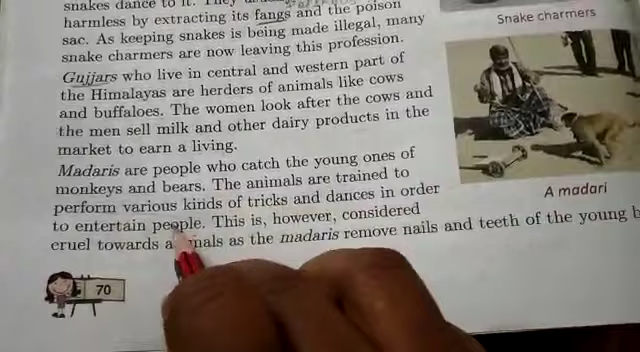 snakes dance to it. They
harmless by extracting its fangs and the poison
sac. As keeping snakes is being made illegal, many
snake charmers are now leaving this profession.
Gujjars who live in central and western part of
the Himalayas are herders of animals like cows
and buffaloes. The women look after the cows and
the men sell milk and other dairy products in the
market to earn a living.
Madaris are people who catch the young ones of
monkeys and bears. The animals are trained to
perform various kinds of tricks and dances in order
to entertain people. This is, however, considered
cruel towards as the madaris remove nails and teeth of the young
Snake charmers
A madari
70